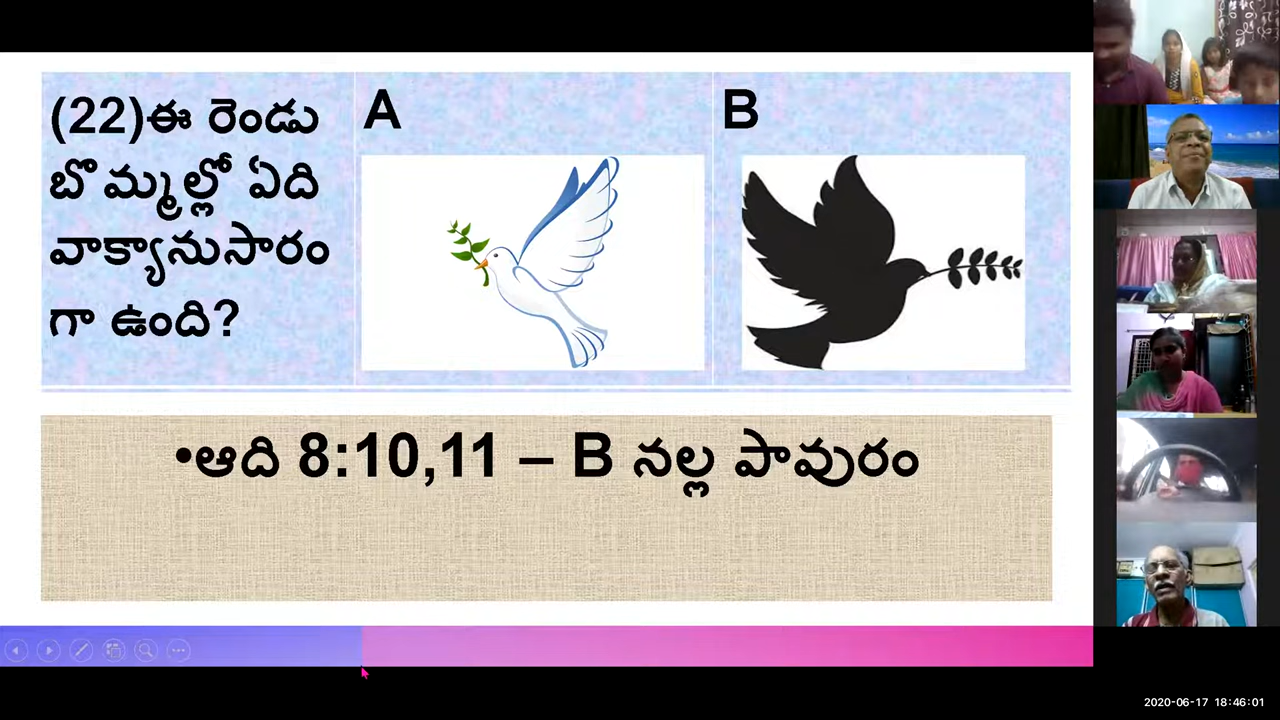 (22)ఈ రెండు
బొమ్మల్లో ఏది
వాక్యానుసారం
గా ఉంది?
A
B
•ఆది 8:10,11 – B నల్ల పావురం
2020-06-17 18:46:01